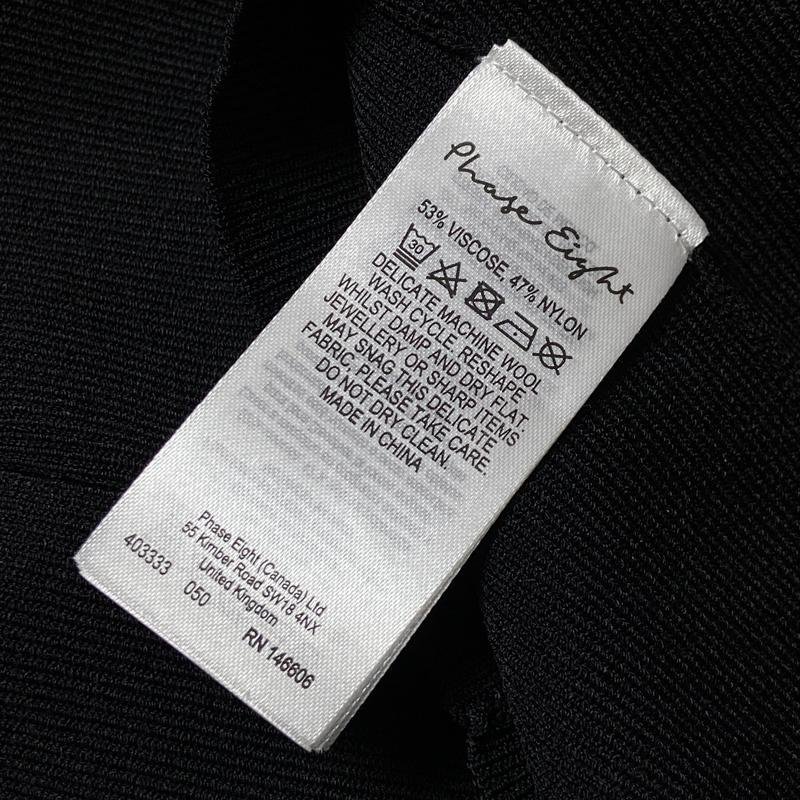 Phase Eight
53% VISCOSE, 47% NYLON
30
DELICATE MACHINE WOOL
WASH CYCLE. RESHAPE
WHILST DAMP AND DRY FLAT.
JEWELLERY OR SHARP ITEMS
MAY SNAG THIS DELICATE
FABRIC, PLEASE TAKE CARE.
DO NOT DRY CLEAN.
MADE IN CHINA
Phase Eight (Canada) Ltd
55 Kimber Road SW18 4NX
United Kingdom
403333 050
RN 146606